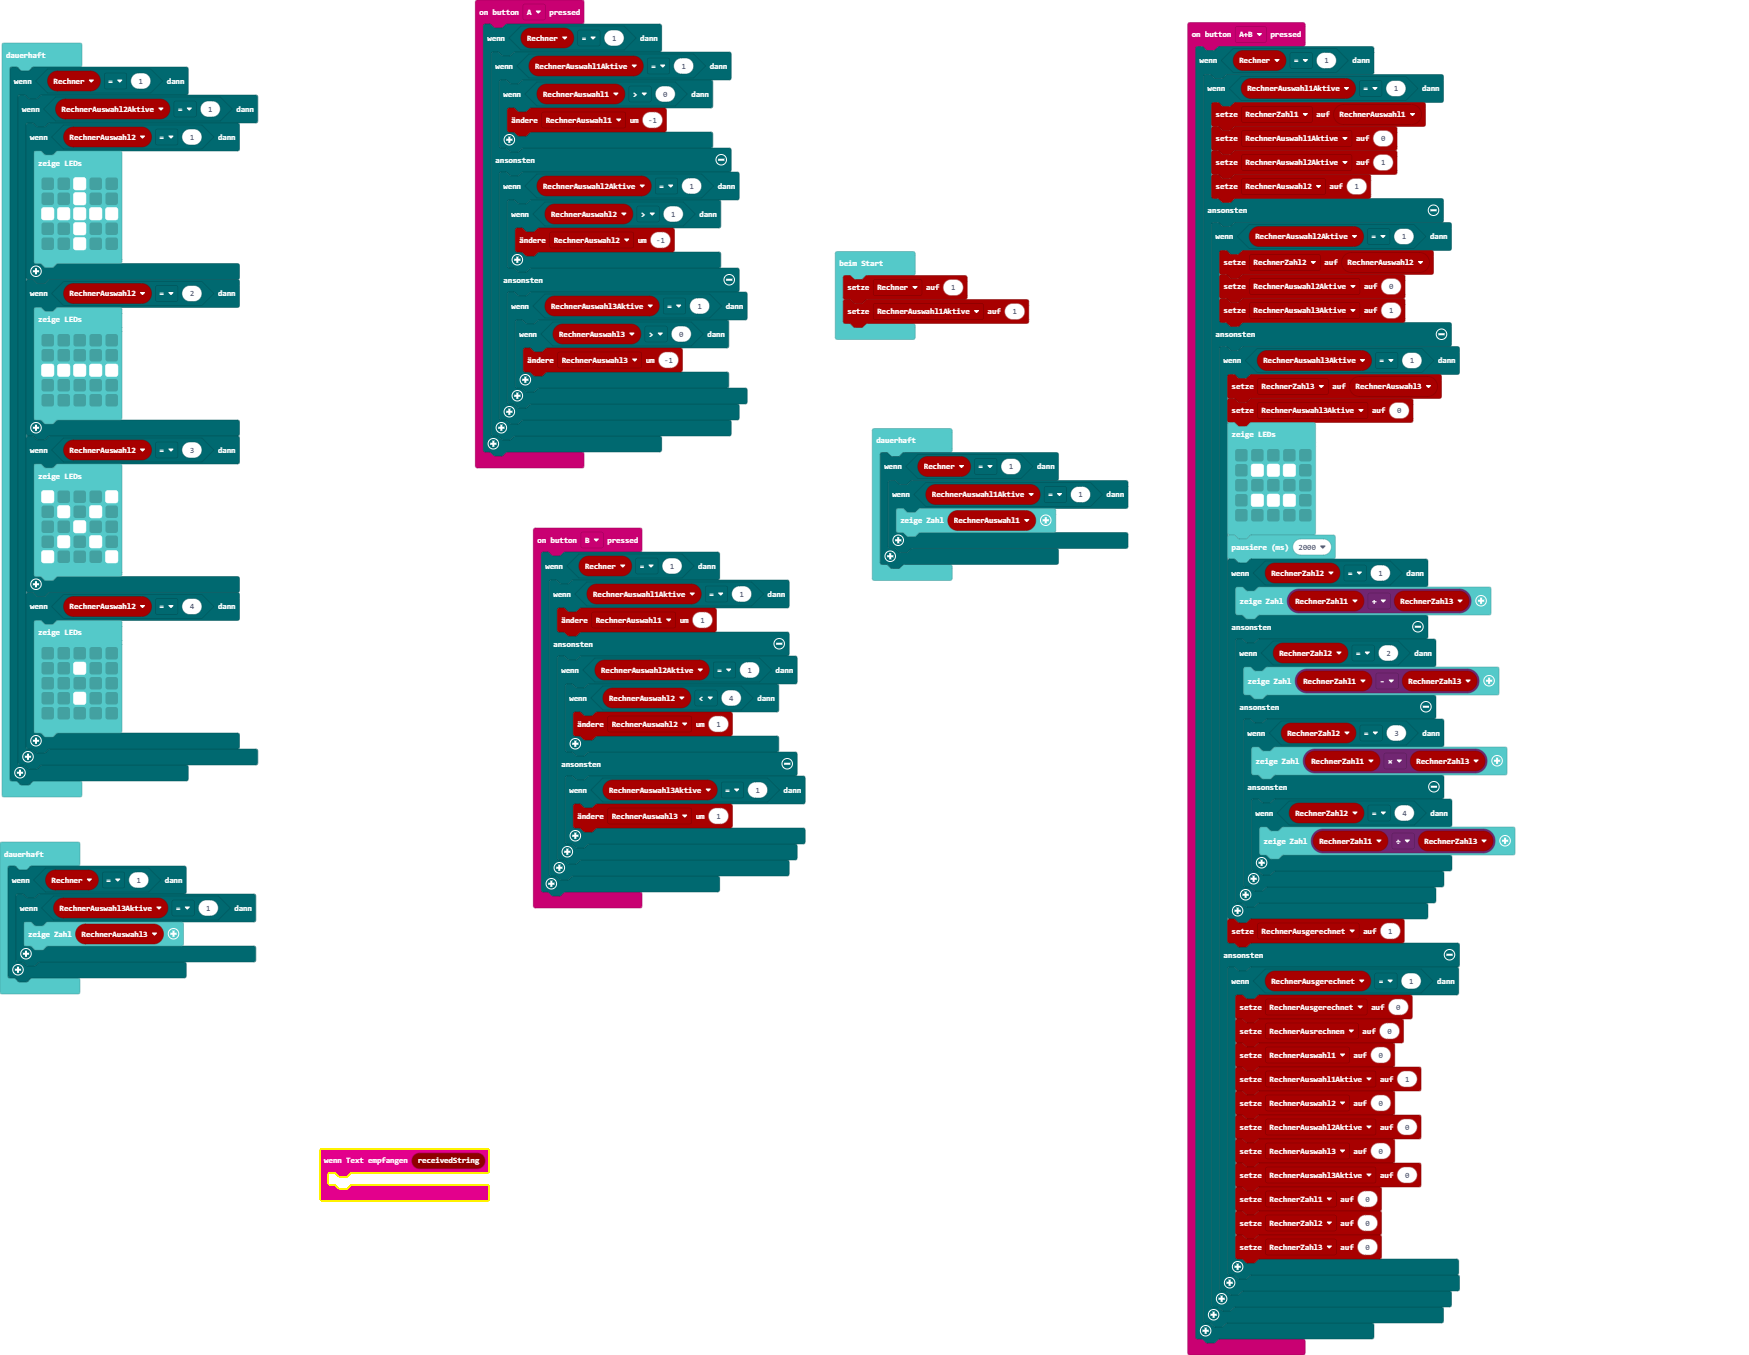 dauerhaft
wenn Rechner = 1 dann
wenn RechnerAuswahl2Aktive = 1 dann
wenn RechnerAuswahl2 = 1 dann
zeige LEDs
wenn RechnerAuswahl2 = 2 dann
zeige LEDs
wenn RechnerAuswahl2 = 3 dann
zeige LEDs
wenn RechnerAuswahl2 = 4 dann
zeige LEDs
dauerhaft
wenn Rechner = 1 dann
wenn RechnerAuswahl3Aktive = 1 dann
zeige Zahl RechnerAuswahl3
on button A pressed
wenn Rechner = 1 dann
wenn RechnerAuswahl1Aktive = 1 dann
wenn RechnerAuswahl1 > 0 dann
ändere RechnerAuswahl1 um -1
ansonsten
wenn RechnerAuswahl2Aktive = 1 dann
wenn RechnerAuswahl2 > 1 dann
ändere RechnerAuswahl2 um -1
ansonsten
wenn RechnerAuswahl3Aktive = 1 dann
wenn RechnerAuswahl3 > 0 dann
ändere RechnerAuswahl3 um -1
on button B pressed
wenn Rechner = 1 dann
wenn RechnerAuswahl1Aktive = 1 dann
ändere RechnerAuswahl1 um 1
ansonsten
wenn RechnerAuswahl2Aktive = 1 dann
wenn RechnerAuswahl2 < 4 dann
ändere RechnerAuswahl2 um 1
ansonsten
wenn RechnerAuswahl3Aktive = 1 dann
ändere RechnerAuswahl3 um 1
wenn Text empfangen receivedString
beim Start
setze Rechner auf 1
setze RechnerAuswahl1Aktive auf 1
dauerhaft
wenn Rechner = 1 dann
wenn RechnerAuswahl1Aktive = 1 dann
zeige Zahl RechnerAuswahl1
on button A+B pressed
wenn Rechner = 1 dann
wenn RechnerAuswahl1Aktive = 1 dann
setze RechnerZahl1 auf RechnerAuswahl1
setze RechnerAuswahl1Aktive auf 0
setze RechnerAuswahl2Aktive auf 1
setze RechnerAuswahl2 auf 1
ansonsten
wenn RechnerAuswahl2Aktive = 1 dann
setze RechnerZahl2 auf RechnerAuswahl2
setze RechnerAuswahl2Aktive auf 0
setze RechnerAuswahl3Aktive auf 1
ansonsten
wenn RechnerAuswahl3Aktive = 1 dann
setze RechnerZahl3 auf RechnerAuswahl3
setze RechnerAuswahl3Aktive auf 0
zeige LEDs
pausiere (ms) 2000
wenn RechnerZahl2 = 1 dann
zeige Zahl RechnerZahl1 + RechnerZahl3
ansonsten
wenn RechnerZahl2 = 2 dann
zeige Zahl RechnerZahl1 - RechnerZahl3
ansonsten
wenn RechnerZahl2 = 3 dann
zeige Zahl RechnerZahl1 × RechnerZahl3
ansonsten
wenn RechnerZahl2 = 4 dann
zeige Zahl RechnerZahl1 ÷ RechnerZahl3
setze RechnerAusgerechnet auf 1
ansonsten
wenn RechnerAusgerechnet = 1 dann
setze RechnerAusgerechnet auf 0
setze RechnerAusrechnen auf 0
setze RechnerAuswahl1 auf 0
setze RechnerAuswahl1Aktive auf 1
setze RechnerAuswahl2 auf 0
setze RechnerAuswahl2Aktive auf 0
setze RechnerAuswahl3 auf 0
setze RechnerAuswahl3Aktive auf 0
setze RechnerZahl1 auf 0
setze RechnerZahl2 auf 0
setze RechnerZahl3 auf 0